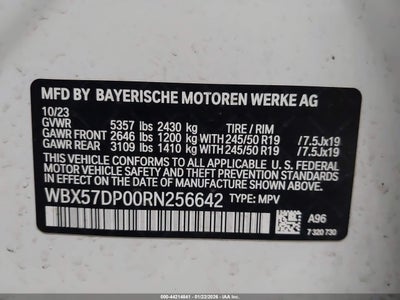 MFD BY BAYERISCHE MOTOREN WERKE AG
10/23
GVWR 5357 lbs 2430 kg TIRE / RIM
GAWR FRONT 2646 lbs 1200 kg WITH 245/50 R19 /7.5Jx19
GAWR REAR 3109 lbs 1410 kg WITH 245/50 R19 /7.5Jx19
THIS VEHICLE CONFORMS TO ALL APPLICABLE U.S. FEDERAL
MOTOR VEHICLE SAFETY, BUMPER, AND THEFT PREVENTION
STANDARDS IN EFFECT ON THE DATE OF MANUFACTURE
SHOWN ABOVE.
WBX57DP00RN256642 TYPE: MPV
A96
7 320 730